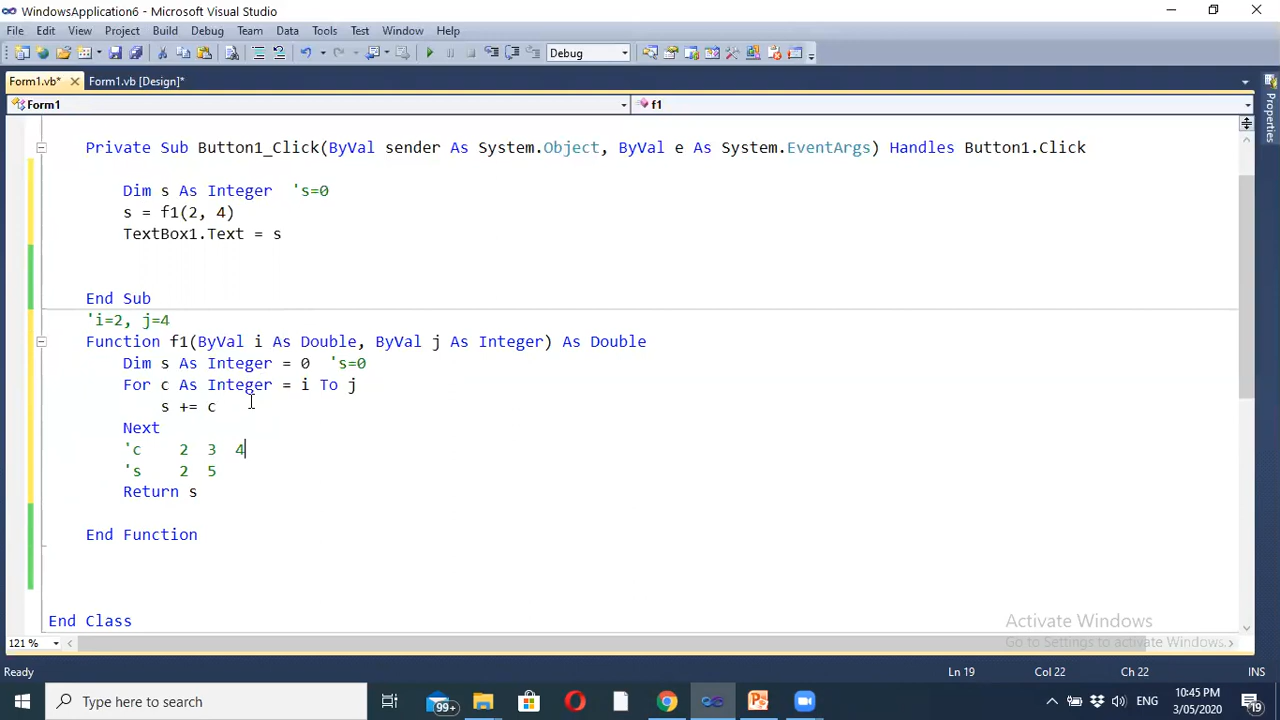 WindowsApplication6 - Microsoft Visual Studio
File Edit View Project Build Debug Team Data Tools Test Window Help
Debug
Form1.vb* Form1.vb [Design]*
Form1 f1
Private Sub Button1_Click(ByVal sender As System.Object, ByVal e As System.EventArgs) Handles Button1.Click
Dim s As Integer 's=0
s = f1(2, 4)
TextBox1.Text = s
End Sub
'i=2, j=4
Function f1(ByVal i As Double, ByVal j As Integer) As Double
Dim s As Integer = 0 's=0
For c As Integer = i To j
s += c
Next
'c 2 3 4
's 2 5
Return s
End Function
End Class
Properties
Activate Windows
Go to Settings to activate Windows.
121 %
Ready Ln 19 Col 22 Ch 22 INS
Type here to search
99+
ENG
10:45 PM
3/05/2020
19